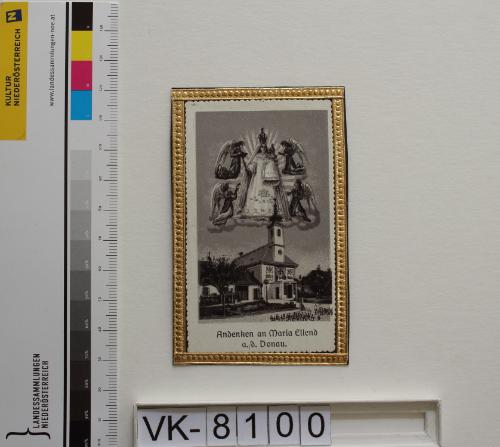 KULTUR
NIEDERÖSTERREICH
N
www.landessammlungen-noe.at
LANDESSAMMLUNGEN
NIEDERÖSTERREICH
Andenken an Maria Ellend
a./d. Donau.
VK-8100